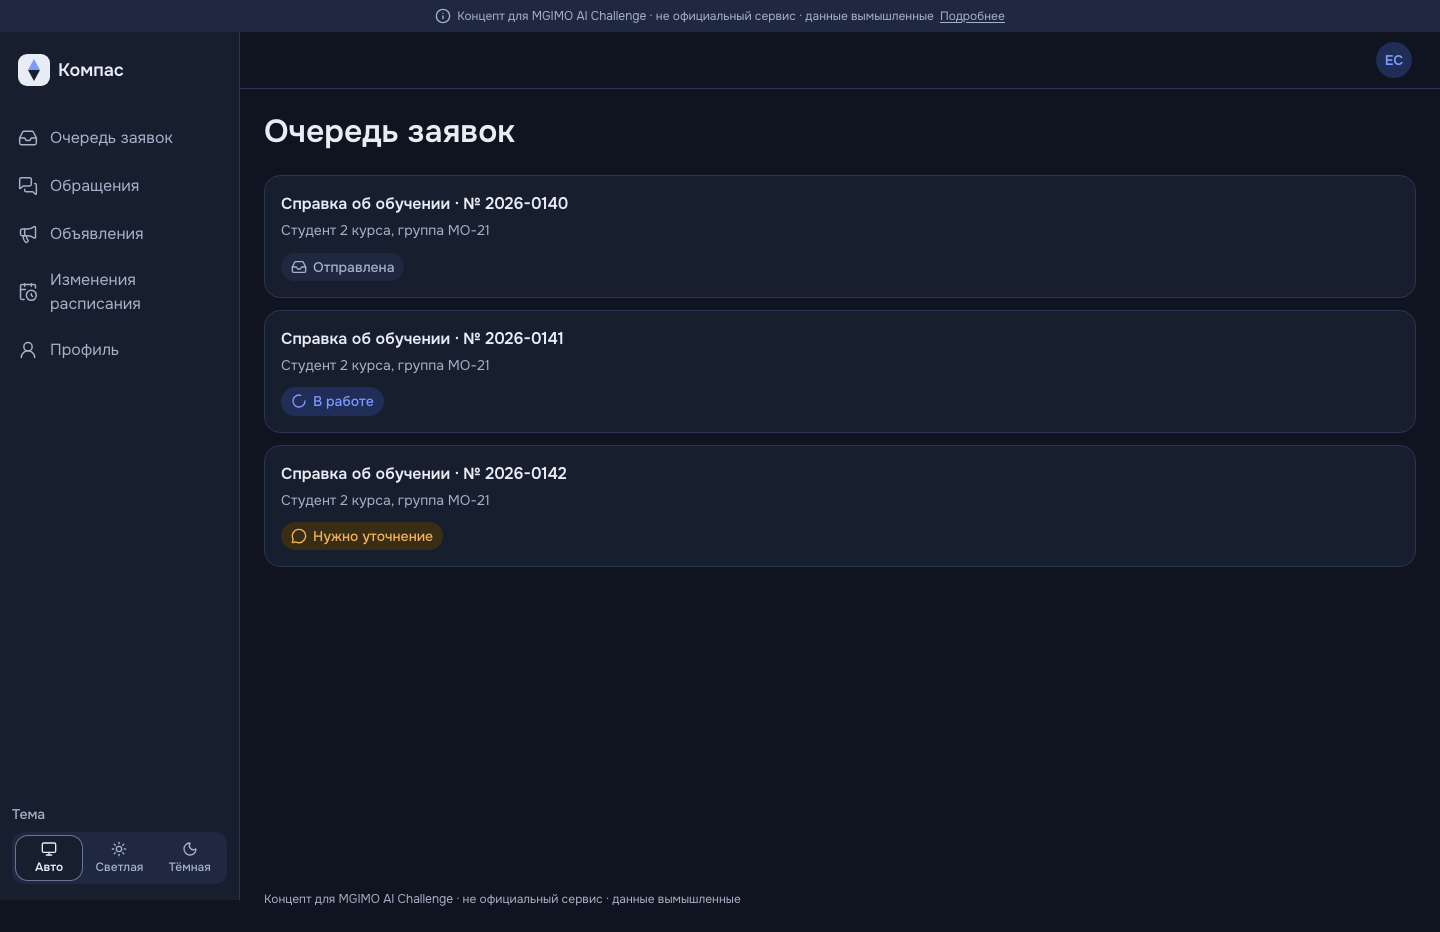 Концепт для MGIMO AI Challenge · не официальный сервис · данные вымышленные Подробнее
Компас
ЕС
Очередь заявок
Обращения
Объявления
Изменения
расписания
Профиль
Очередь заявок
Справка об обучении · № 2026-0140
Студент 2 курса, группа МО-21
Отправлена
Справка об обучении · № 2026-0141
Студент 2 курса, группа МО-21
В работе
Справка об обучении · № 2026-0142
Студент 2 курса, группа МО-21
Нужно уточнение
Тема
Авто Светлая Тёмная
Концепт для MGIMO AI Challenge · не официальный сервис · данные вымышленные